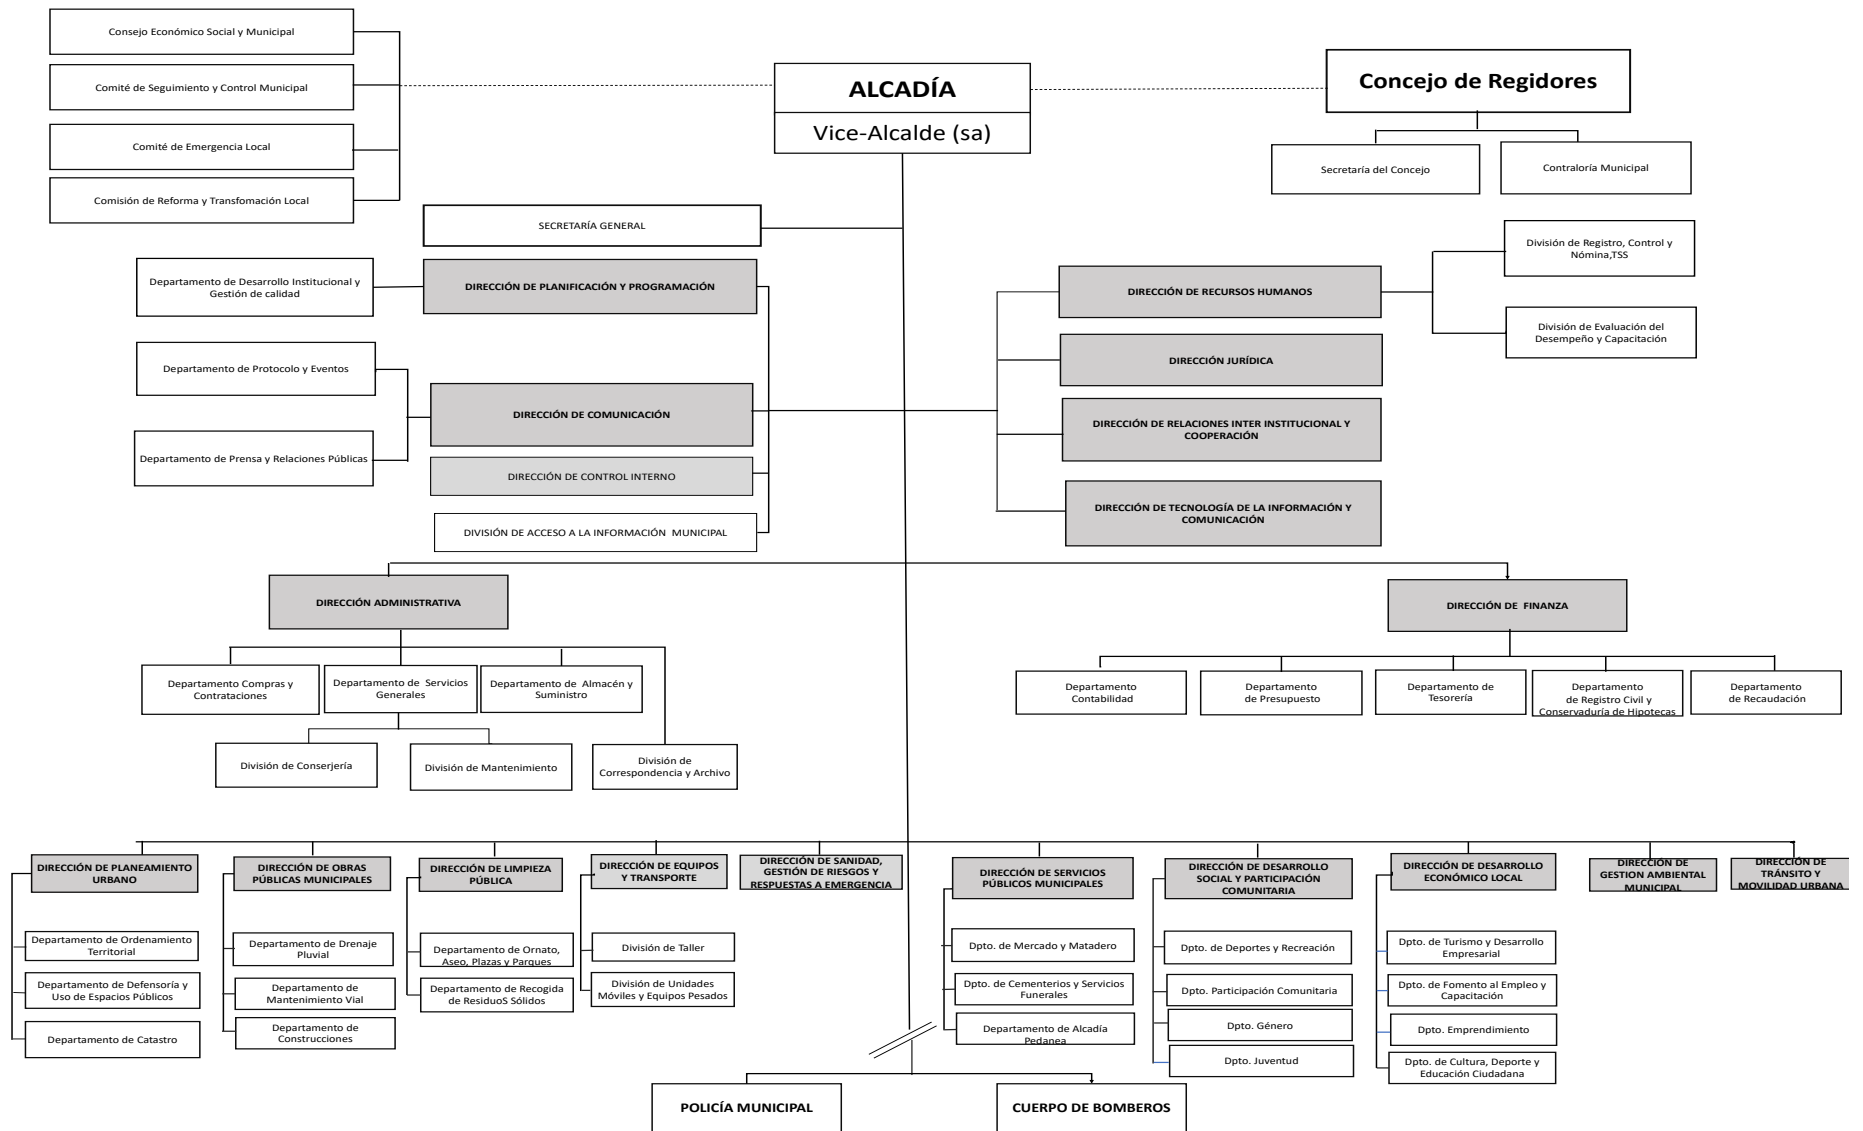 Consejo Económico Social y Municipal
Comité de Seguimiento y Control Municipal
Comité de Emergencia Local
Comisión de Reforma y Transfomación Local
ALCADÍA
Vice-Alcalde (sa)
Concejo de Regidores
Secretaría del Concejo
Contraloría Municipal
SECRETARÍA GENERAL
Departamento de Desarrollo Institucional y
Gestión de calidad
DIRECCIÓN DE PLANIFICACIÓN Y PROGRAMACIÓN
Departamento de Protocolo y Eventos
DIRECCIÓN DE COMUNICACIÓN
Departamento de Prensa y Relaciones Públicas
DIRECCIÓN DE CONTROL INTERNO
DIVISIÓN DE ACCESO A LA INFORMACIÓN MUNICIPAL
DIRECCIÓN DE RECURSOS HUMANOS
División de Registro, Control y
Nómina,TSS
División de Evaluación del
Desempeño y Capacitación
DIRECCIÓN JURÍDICA
DIRECCIÓN DE RELACIONES INTER INSTITUCIONAL Y
COOPERACIÓN
DIRECCIÓN DE TECNOLOGÍA DE LA INFORMACIÓN Y
COMUNICACIÓN
DIRECCIÓN ADMINISTRATIVA
DIRECCIÓN DE FINANZA
Departamento Compras y
Contrataciones
Departamento de Servicios
Generales
Departamento de Almacén y
Suministro
División de Conserjería
División de Mantenimiento
División de
Correspondencia y Archivo
Departamento
Contabilidad
Departamento
de Presupuesto
Departamento de
Tesorería
Departamento
de Registro Civil y
Conservaduría de Hipotecas
Departamento
de Recaudación
DIRECCIÓN DE PLANEAMIENTO
URBANO
Departamento de Ordenamiento
Territorial
Departamento de Defensoría y
Uso de Espacios Públicos
Departamento de Catastro
DIRECCIÓN DE OBRAS
PÚBLICAS MUNICIPALES
Departamento de Drenaje
Pluvial
Departamento de
Mantenimiento Vial
Departamento de
Construcciones
DIRECCIÓN DE LIMPIEZA
PÚBLICA
Departamento de Ornato,
Aseo, Plazas y Parques
Departamento de Recogida
de ResiduoS Sólidos
DIRECCIÓN DE EQUIPOS
Y TRANSPORTE
División de Taller
División de Unidades
Móviles y Equipos Pesados
DIRECCIÓN DE SANIDAD,
GESTIÓN DE RIESGOS Y
RESPUESTAS A EMERGENCIA
DIRECCIÓN DE SERVICIOS
PÚBLICOS MUNICIPALES
Dpto. de Mercado y Matadero
Dpto. de Cementerios y Servicios
Funerales
Departamento de Alcadía
Pedanea
DIRECCIÓN DE DESARROLLO
SOCIAL Y PARTICIPACIÓN
COMUNITARIA
Dpto. de Deportes y Recreación
Dpto. Participación Comunitaria
Dpto. Género
Dpto. Juventud
DIRECCIÓN DE DESARROLLO
ECONÓMICO LOCAL
Dpto. de Turismo y Desarrollo
Empresarial
Dpto. de Fomento al Empleo y
Capacitación
Dpto. Emprendimiento
Dpto. de Cultura, Deporte y
Educación Ciudadana
DIRECCIÓN DE
GESTION AMBIENTAL
MUNICIPAL
DIRECCIÓN DE
TRÁNSITO Y
MOVILIDAD URBANA
POLICÍA MUNICIPAL
CUERPO DE BOMBEROS